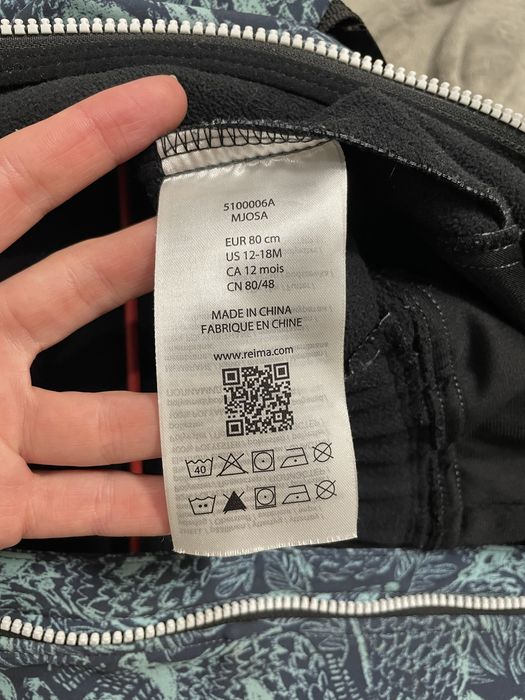 5100006A
MJOSA
EUR 80 cm
US 12-18M
CA 12 mois
CN 80/48
MADE IN CHINA
FABRIQUE EN CHINE
www.reima.com
40